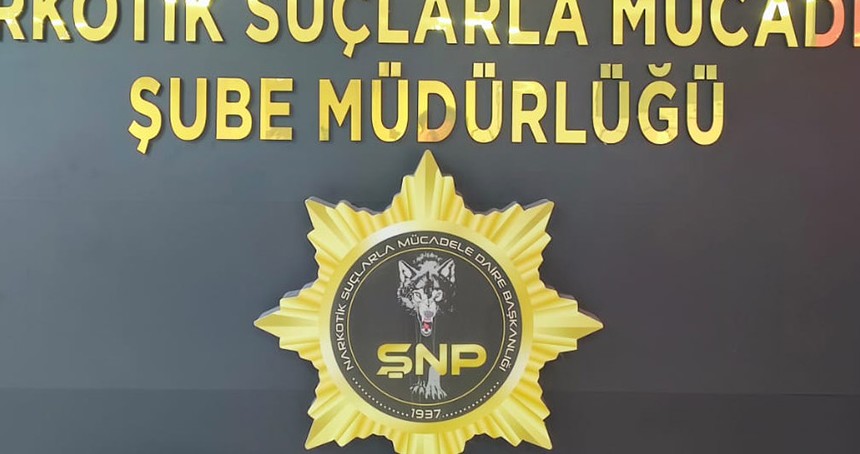 RKOTİK SUÇLARLA MÜCADE
ŞUBE MÜDÜRLÜĞÜ
NARKOTİK SUÇLARLA MÜCADELE DAİRE BAŞKANLIĞI
ŞNP
1937